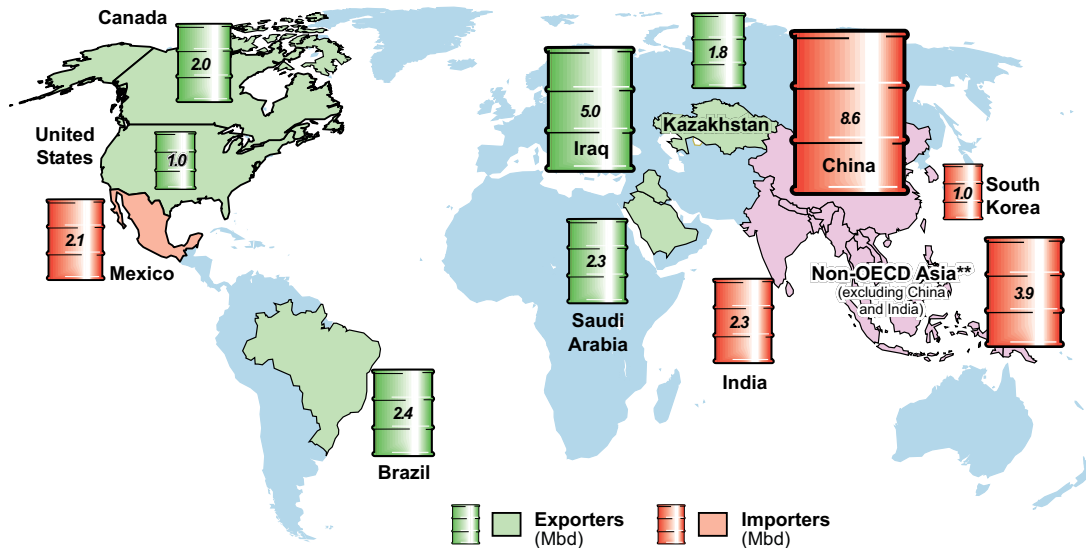 Canada
2.0
United
States
1.0
2.1
Mexico
2.4
Brazil
5.0
Iraq
1.8
Kazakhstan
8.6
China
1.0
South
Korea
2.3
Saudi
Arabia
2.3
India
Non-OECD Asia**
(excluding China
and India)
3.9
Exporters
(Mbd)
Importers
(Mbd)